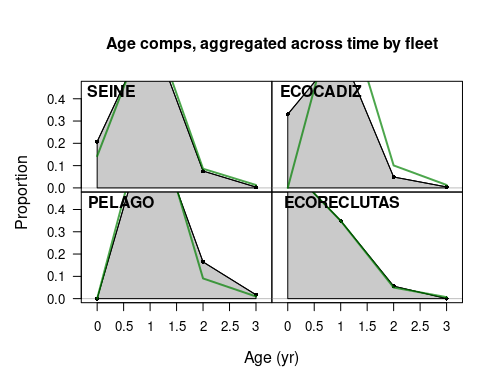 Age comps, aggregated across time by fleet
SEINE
ECOCADIZ
0.4
0.3
0.2
0.1
0.0
PELAGO
ECORECLUTAS
0.4
0.3
0.2
0.1
0.0
Proportion
0 0.5 1 1.5 2 2.5 3 0 0.5 1 1.5 2 2.5 3
Age (yr)